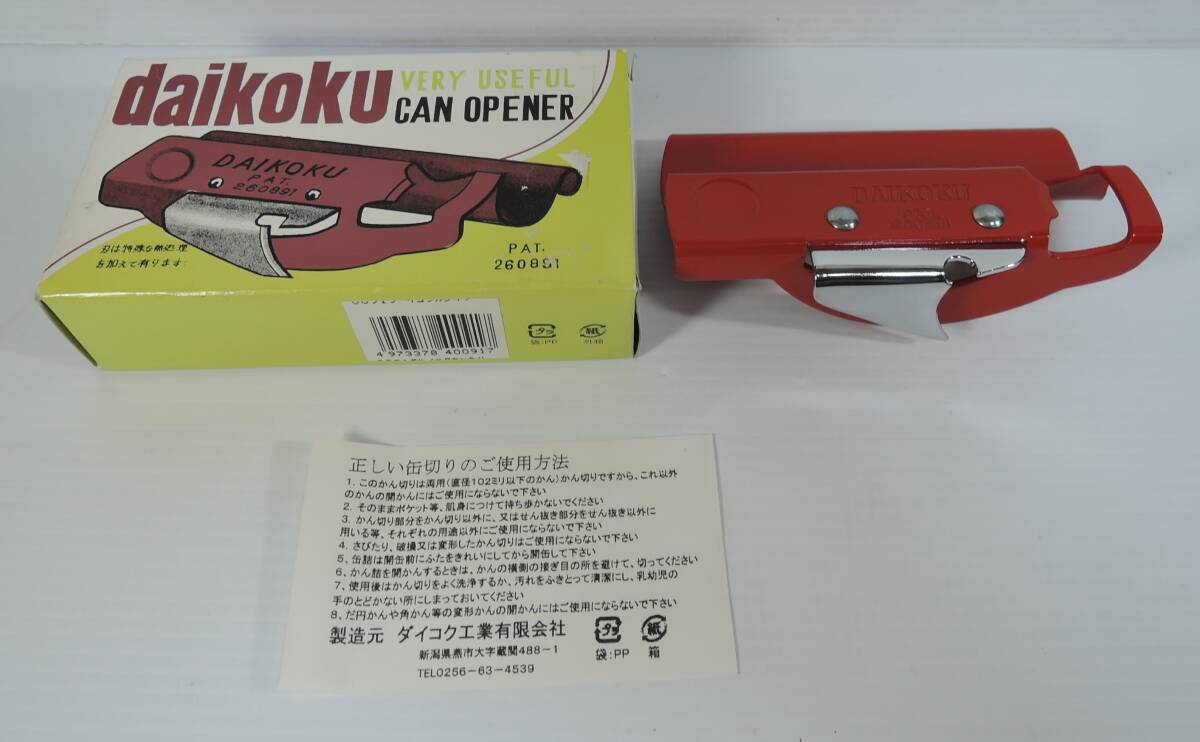 daikoku VERY USEFUL
CAN OPENER
DAIKOKU
PAT.
260891
刃は特殊な熱処理
を加えて有ります
PAT.
260891
4 973378 400917
プラ
袋:PP
紙
外箱
DAIKOKU
正しい缶切りのご使用方法
1. このかん切りは両用(直径102ミリ以下のかん)かん切りですから、これ以外
のかんの開かんにはご使用にならないで下さい
2. そのままポケット等、肌身につけて持ち歩かないでください
3. かん切り部分をかん切り以外に、又はせん抜き部分をせん抜き以外に
用いる等、それぞれの用途以外にご使用にならないで下さい
4. さびたり、破損又は変形したかん切りはご使用にならないで下さい
5、缶詰は開缶前にふたをきれいにしてから開缶して下さい
6、かん詰を開かんするときは、かんの横側の接ぎ目の所を避けて、切ってください
7、使用後はかん切りをよく洗浄するか、汚れをふきとって清潔にし、乳幼児の
手のとどかない所にしまっておいてください
8、だ円かんや角かん等の変形かんの開かんにはご使用にならないで下さい
製造元 ダイコク工業有限会社
新潟県燕市大字蔵関488-1
TEL0256-63-4539
プラ
袋:PP
紙
箱